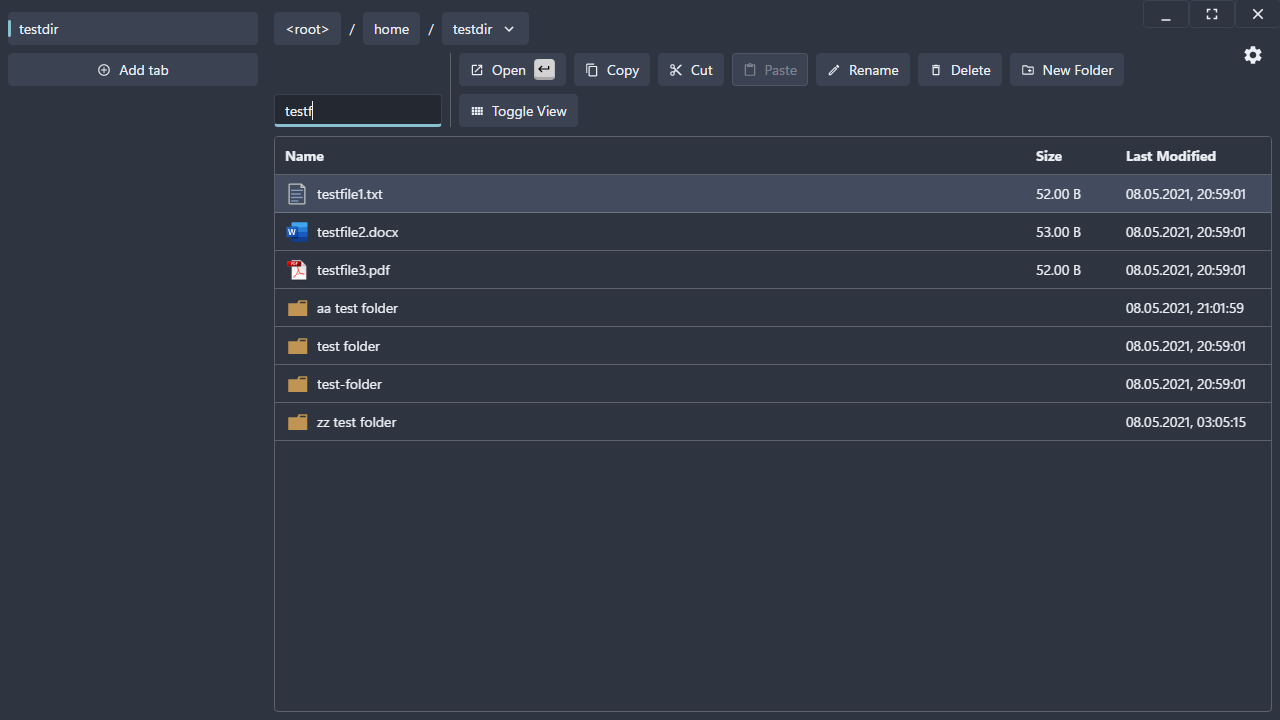 testdir
<root> / home / testdir
Add tab
Open Copy Cut Paste Rename Delete New Folder
testf
Toggle View
Name Size Last Modified
testfile1.txt 52.00 B 08.05.2021, 20:59:01
testfile2.docx 53.00 B 08.05.2021, 20:59:01
testfile3.pdf 52.00 B 08.05.2021, 20:59:01
aa test folder 08.05.2021, 21:01:59
test folder 08.05.2021, 20:59:01
test-folder 08.05.2021, 20:59:01
zz test folder 08.05.2021, 03:05:15